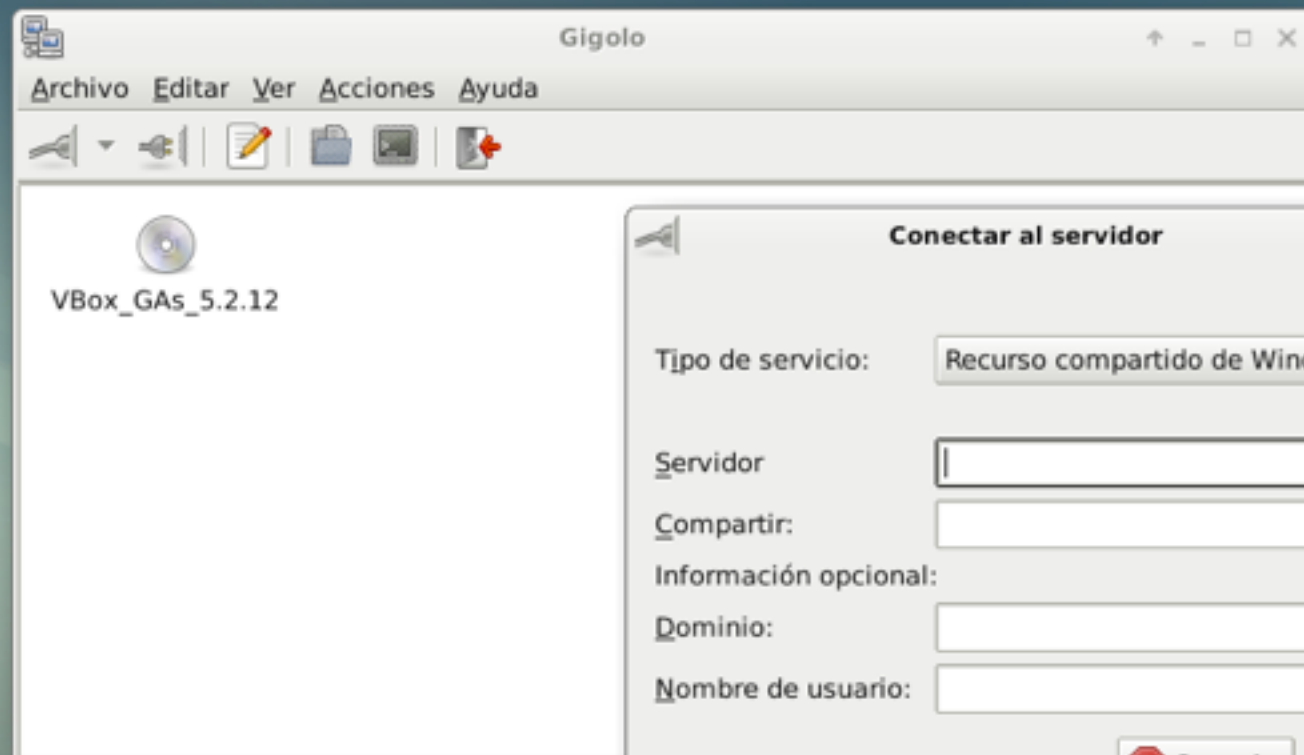 Gigolo
Archivo Editar Ver Acciones Ayuda
VBox_GAs_5.2.12
Conectar al servidor
Tipo de servicio: Recurso compartido de
Servidor
Compartir:
Información opcional:
Dominio:
Nombre de usuario: